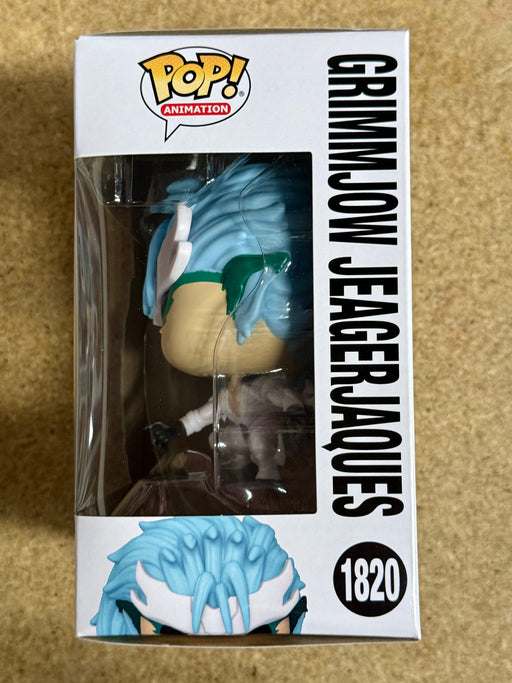 POP!
ANIMATION
GRIMMJOW JEAGERJAQUES
1820